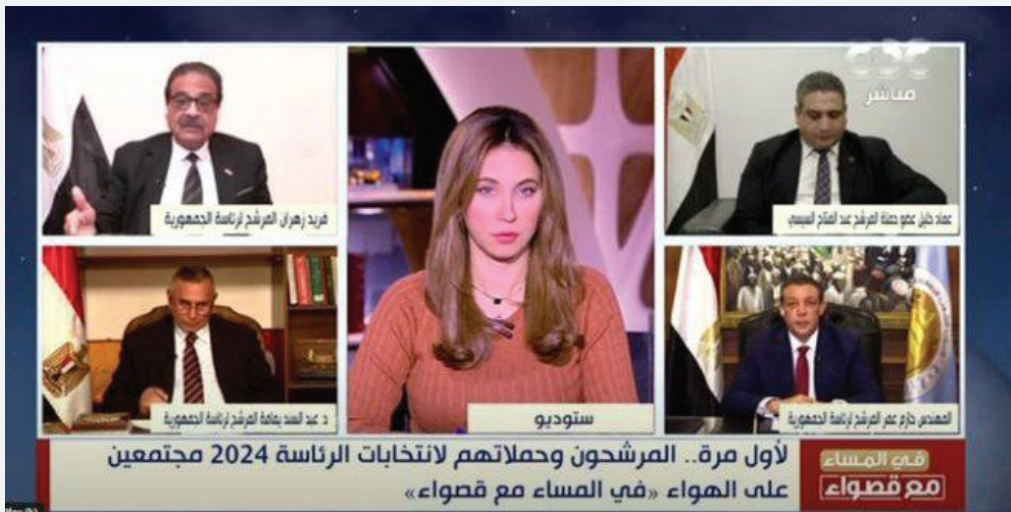 cbc
مباشر
عماد خليل عضو حملة المرشح عبد الفتاح السيسي
فريد زهران المرشح لرئاسة الجمهورية
المهندس حازم عمر المرشح لرئاسة الجمهورية
ستوديو
د. عبد السند يمامة المرشح لرئاسة الجمهورية
في المساء
مع قصواء
لأول مرة.. المرشحون وحملاتهم لانتخابات الرئاسة 2024 مجتمعين
على الهواء «في المساء مع قصواء»